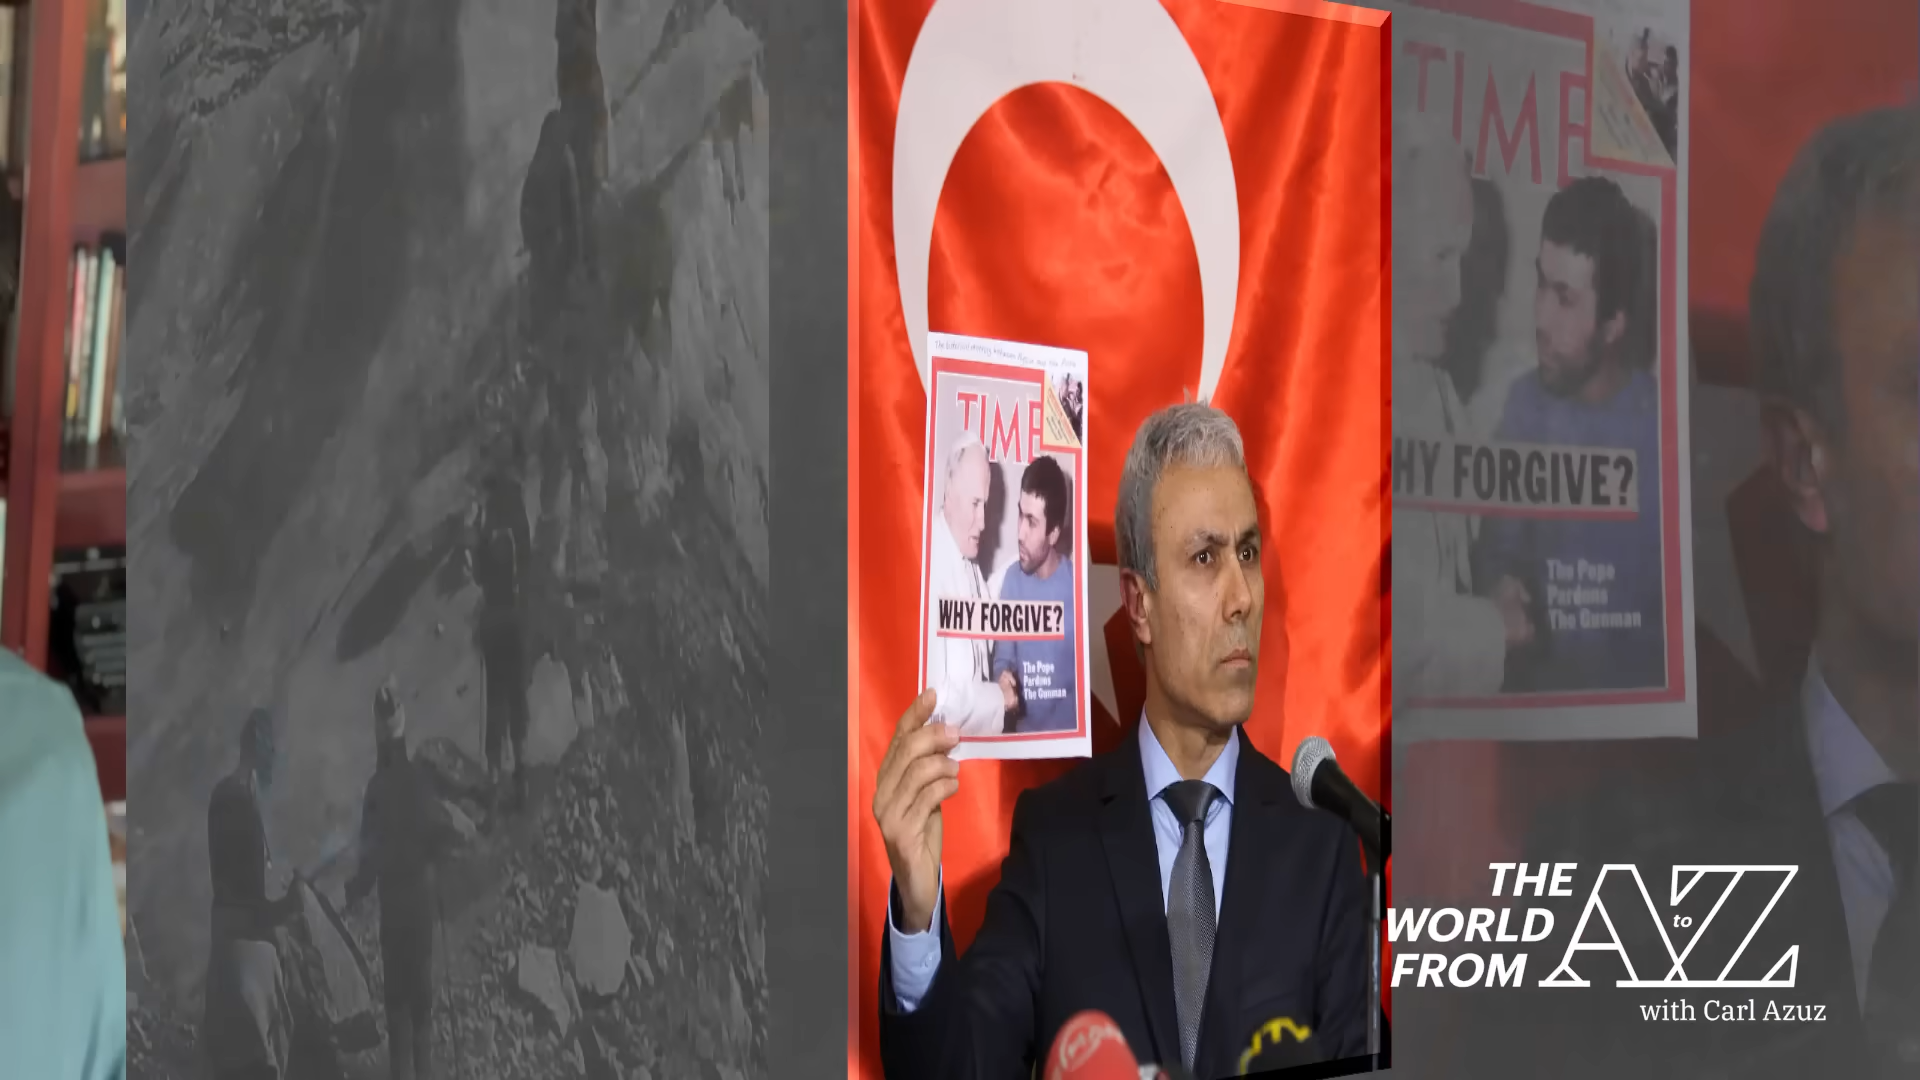 TIME
WHY FORGIVE?
The Pope
Pardons
The Gunman
TIME
HY FORGIVE?
The Pope
Pardons
The Gunman
THE
WORLD
FROM
A to Z
with Carl Azuz